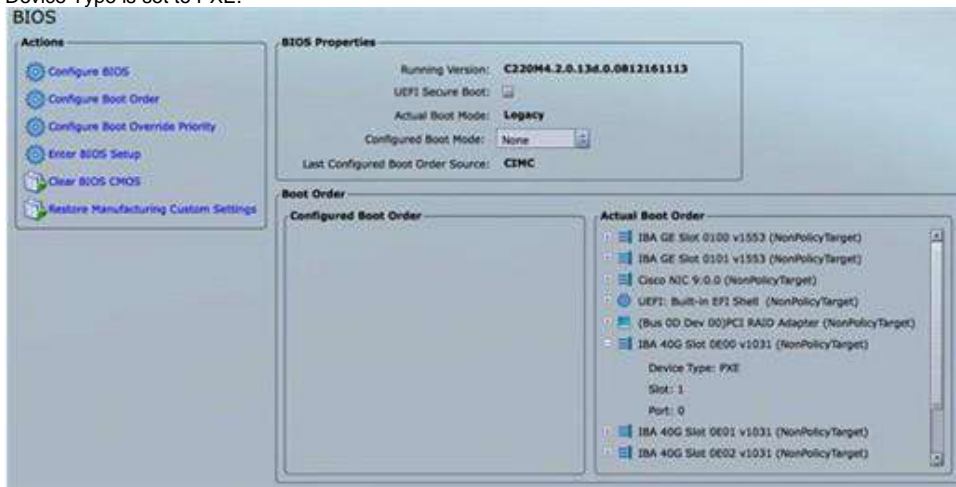 Device Type is set to PXE.
BIOS
Actions
Configure BIOS
Configure Boot Order
Configure Boot Override Priority
Enter BIOS Setup
Clear BIOS CMOS
Restore Manufacturing Custom Settings
BIOS Properties
Running Version: C220M4.2.0.13d.0.0812161113
UEFI Secure Boot:
Actual Boot Mode: Legacy
Configured Boot Mode: None
Last Configured Boot Order Source: CIMC
Boot Order
Configured Boot Order
Actual Boot Order
IBA GE Slot 0100 v1553 (NonPolicyTarget)
IBA GE Slot 0101 v1553 (NonPolicyTarget)
Cisco NIC 9:0.0 (NonPolicyTarget)
UEFI: Built-in EFI Shell (NonPolicyTarget)
(Bus 0D Dev 00)PCI RAID Adapter (NonPolicyTarget)
IBA 40G Slot 0E00 v1031 (NonPolicyTarget)
Device Type: PXE
Slot: 1
Port: 0
IBA 40G Slot 0E01 v1031 (NonPolicyTarget)
IBA 40G Slot 0E02 v1031 (NonPolicyTarget)